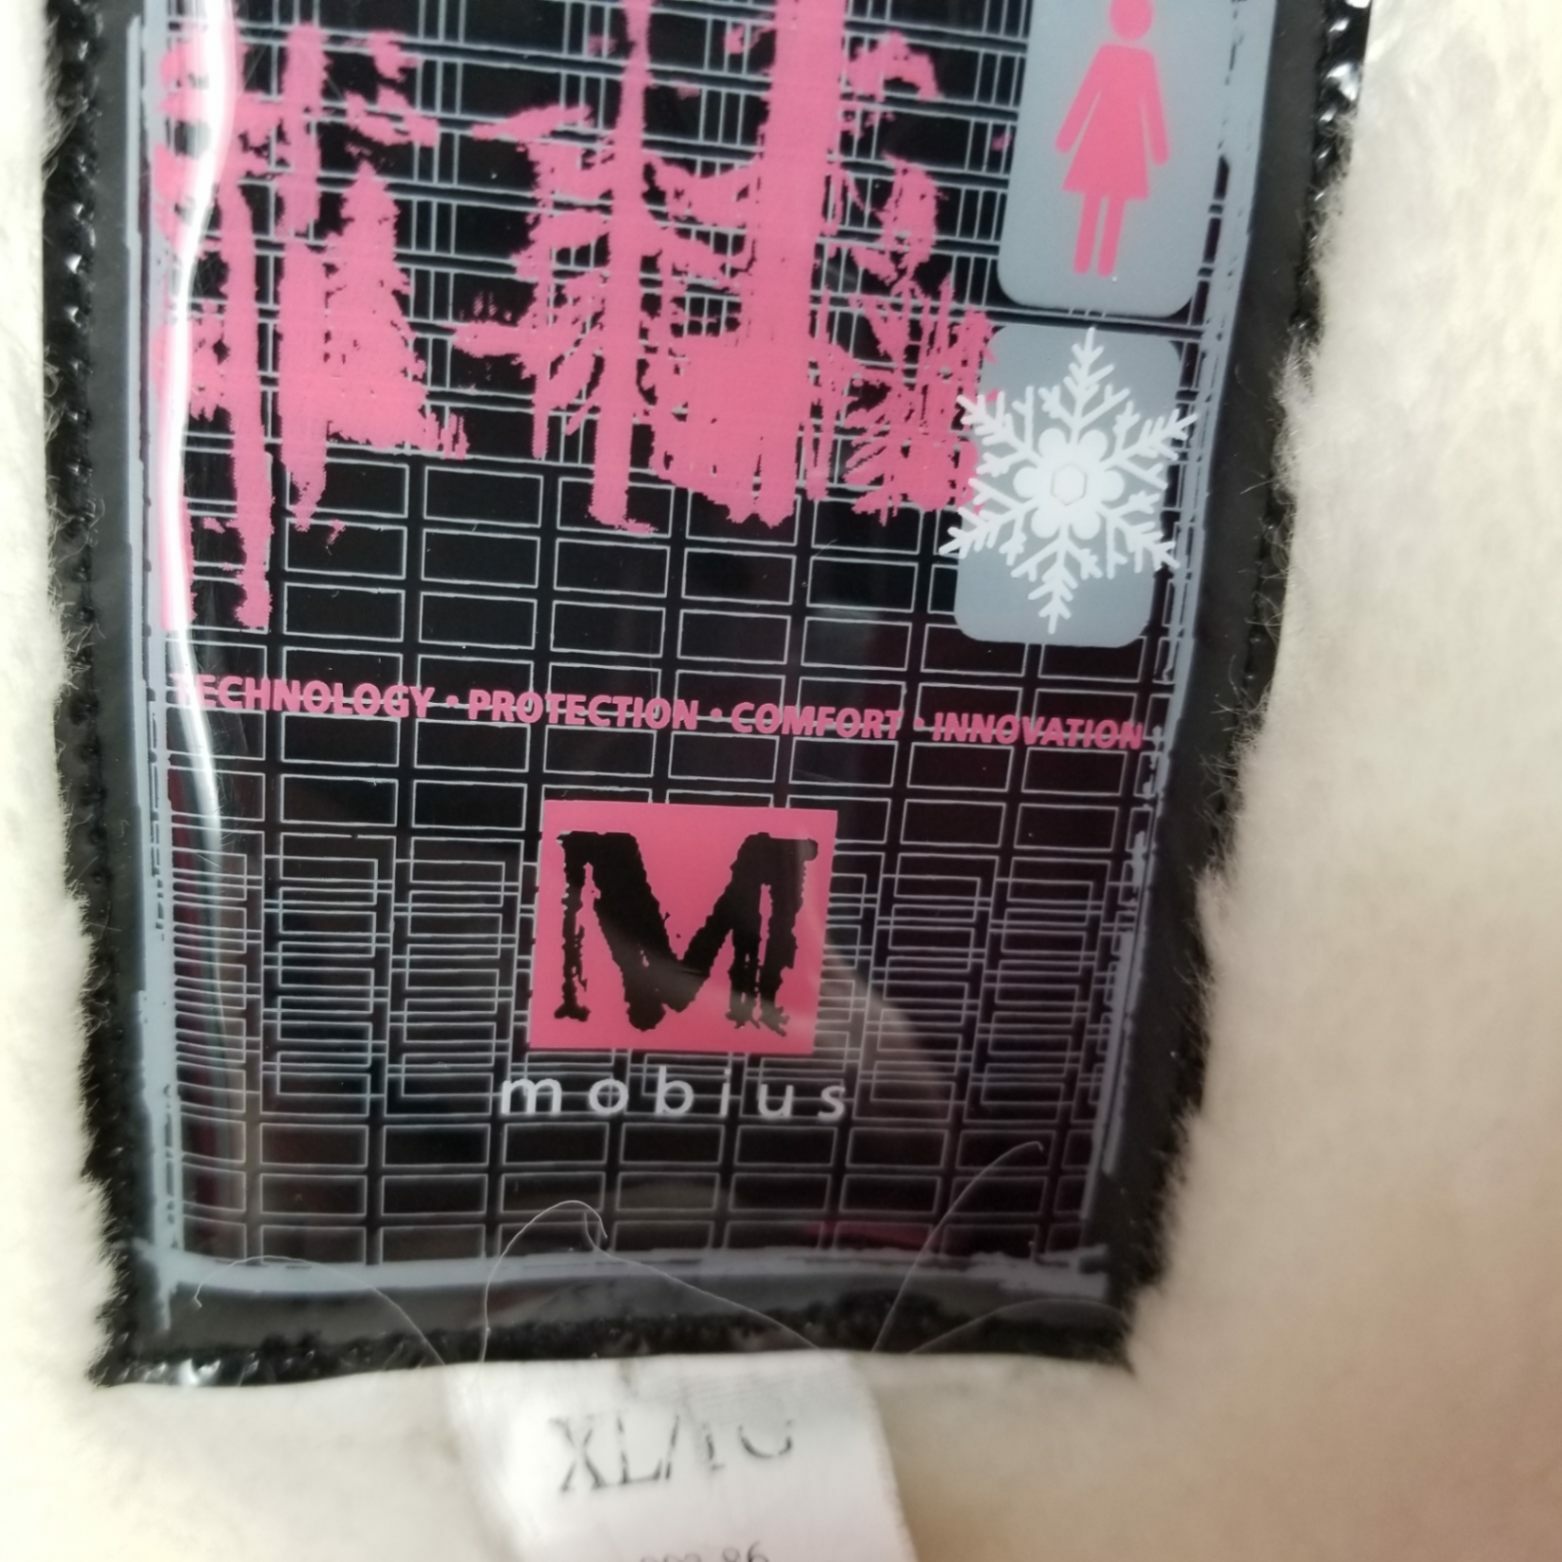 TECHNOLOGY • PROTECTION • COMFORT • INNOVATION
M
mobius
XL/TG